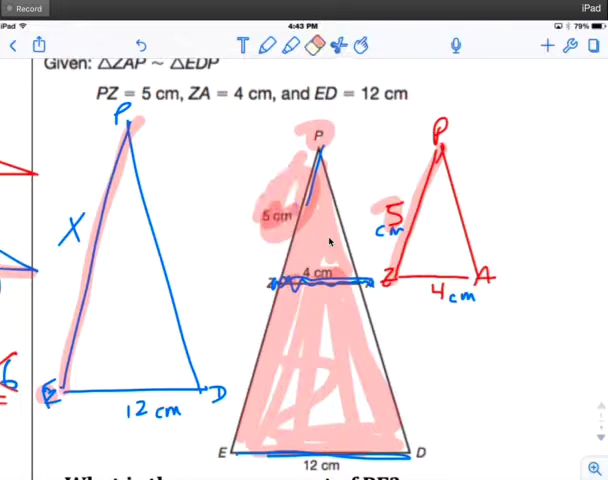 Record
iPad
iPad
4:43 PM
79%
T
Given: △ZAP ~ △EDP
PZ = 5 cm, ZA = 4 cm, and ED = 12 cm
P
P
P
5 cm
5
cm
X
4 cm
Z
A
4 cm
6
E
D
12 cm
E
D
12 cm